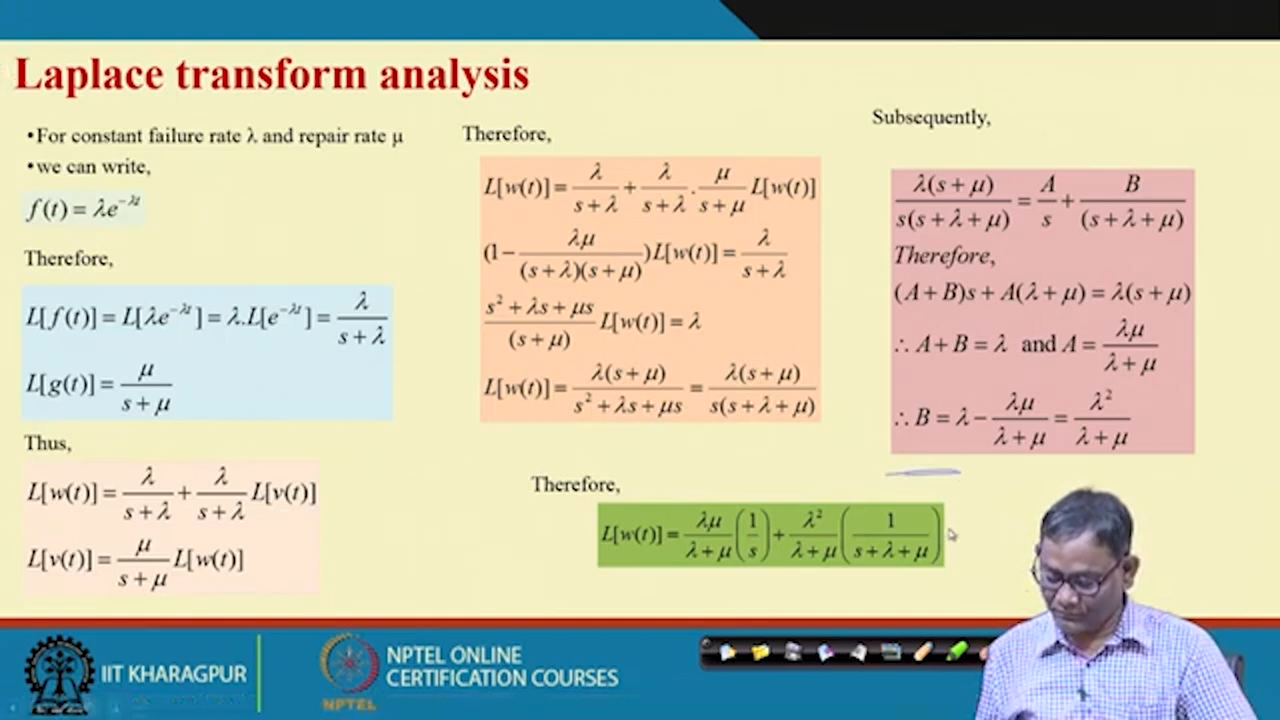 Laplace transform analysis
•For constant failure rate λ and repair rate μ
•we can write,
f(t) = λe^{-λt}
Therefore,
L[f(t)] = L[λe^{-λt}] = λ.L[e^{-λt}] = λ/(s+λ)
L[g(t)] = μ/(s+μ)
Thus,
L[w(t)] = λ/(s+λ) + λ/(s+λ) L[v(t)]
L[v(t)] = μ/(s+μ) L[w(t)]
Therefore,
L[w(t)] = λ/(s+λ) + λ/(s+λ) . μ/(s+μ) L[w(t)]
(1 − λμ/((s+λ)(s+μ)))L[w(t)] = λ/(s+λ)
(s²+λs+μs)/(s+μ) L[w(t)] = λ
L[w(t)] = λ(s+μ)/(s²+λs+μs) = λ(s+μ)/(s(s+λ+μ))
Subsequently,
λ(s+μ)/(s(s+λ+μ)) = A/s + B/(s+λ+μ)
Therefore,
(A+B)s + A(λ+μ) = λ(s+μ)
∴ A+B = λ and A = λμ/(λ+μ)
∴ B = λ − λμ/(λ+μ) = λ²/(λ+μ)
Therefore,
L[w(t)] = λμ/(λ+μ) (1/s) + λ²/(λ+μ) (1/(s+λ+μ))
IIT KHARAGPUR
NPTEL
NPTEL ONLINE
CERTIFICATION COURSES